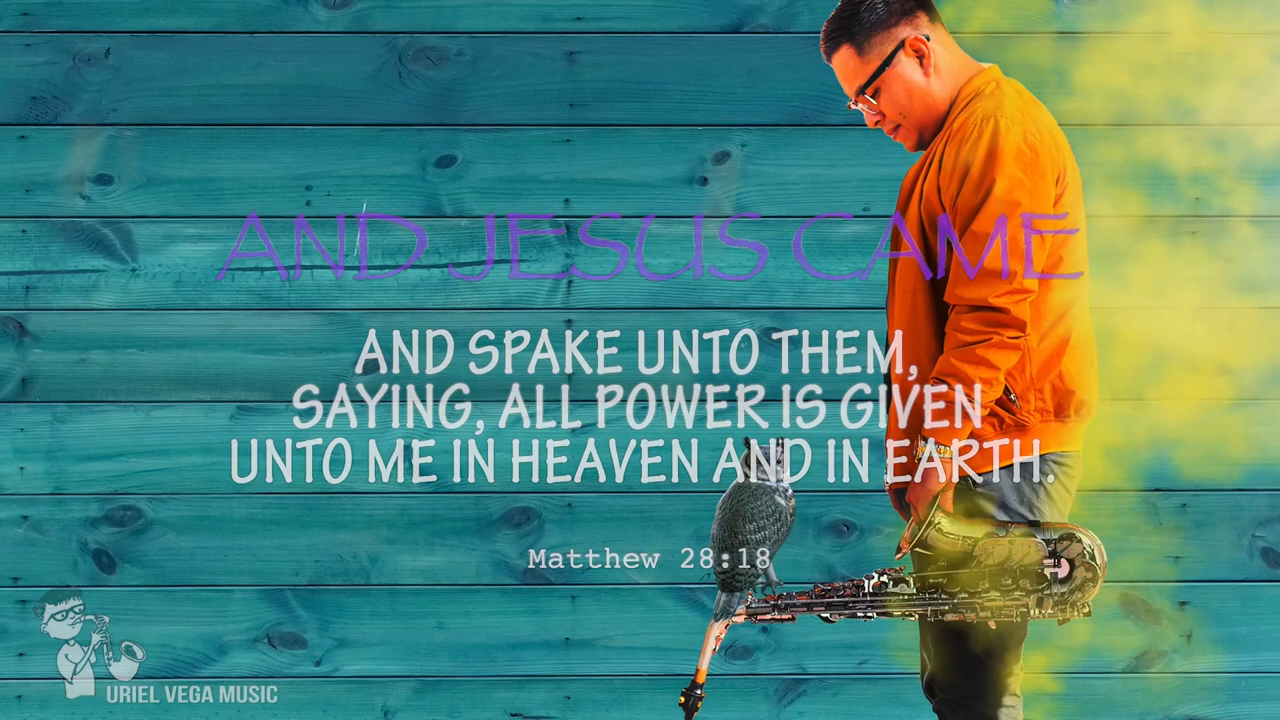 AND JESUS CAME
AND SPAKE UNTO THEM,
SAYING, ALL POWER IS GIVEN
UNTO ME IN HEAVEN AND IN EARTH.
Matthew 28:18
URIEL VEGA MUSIC